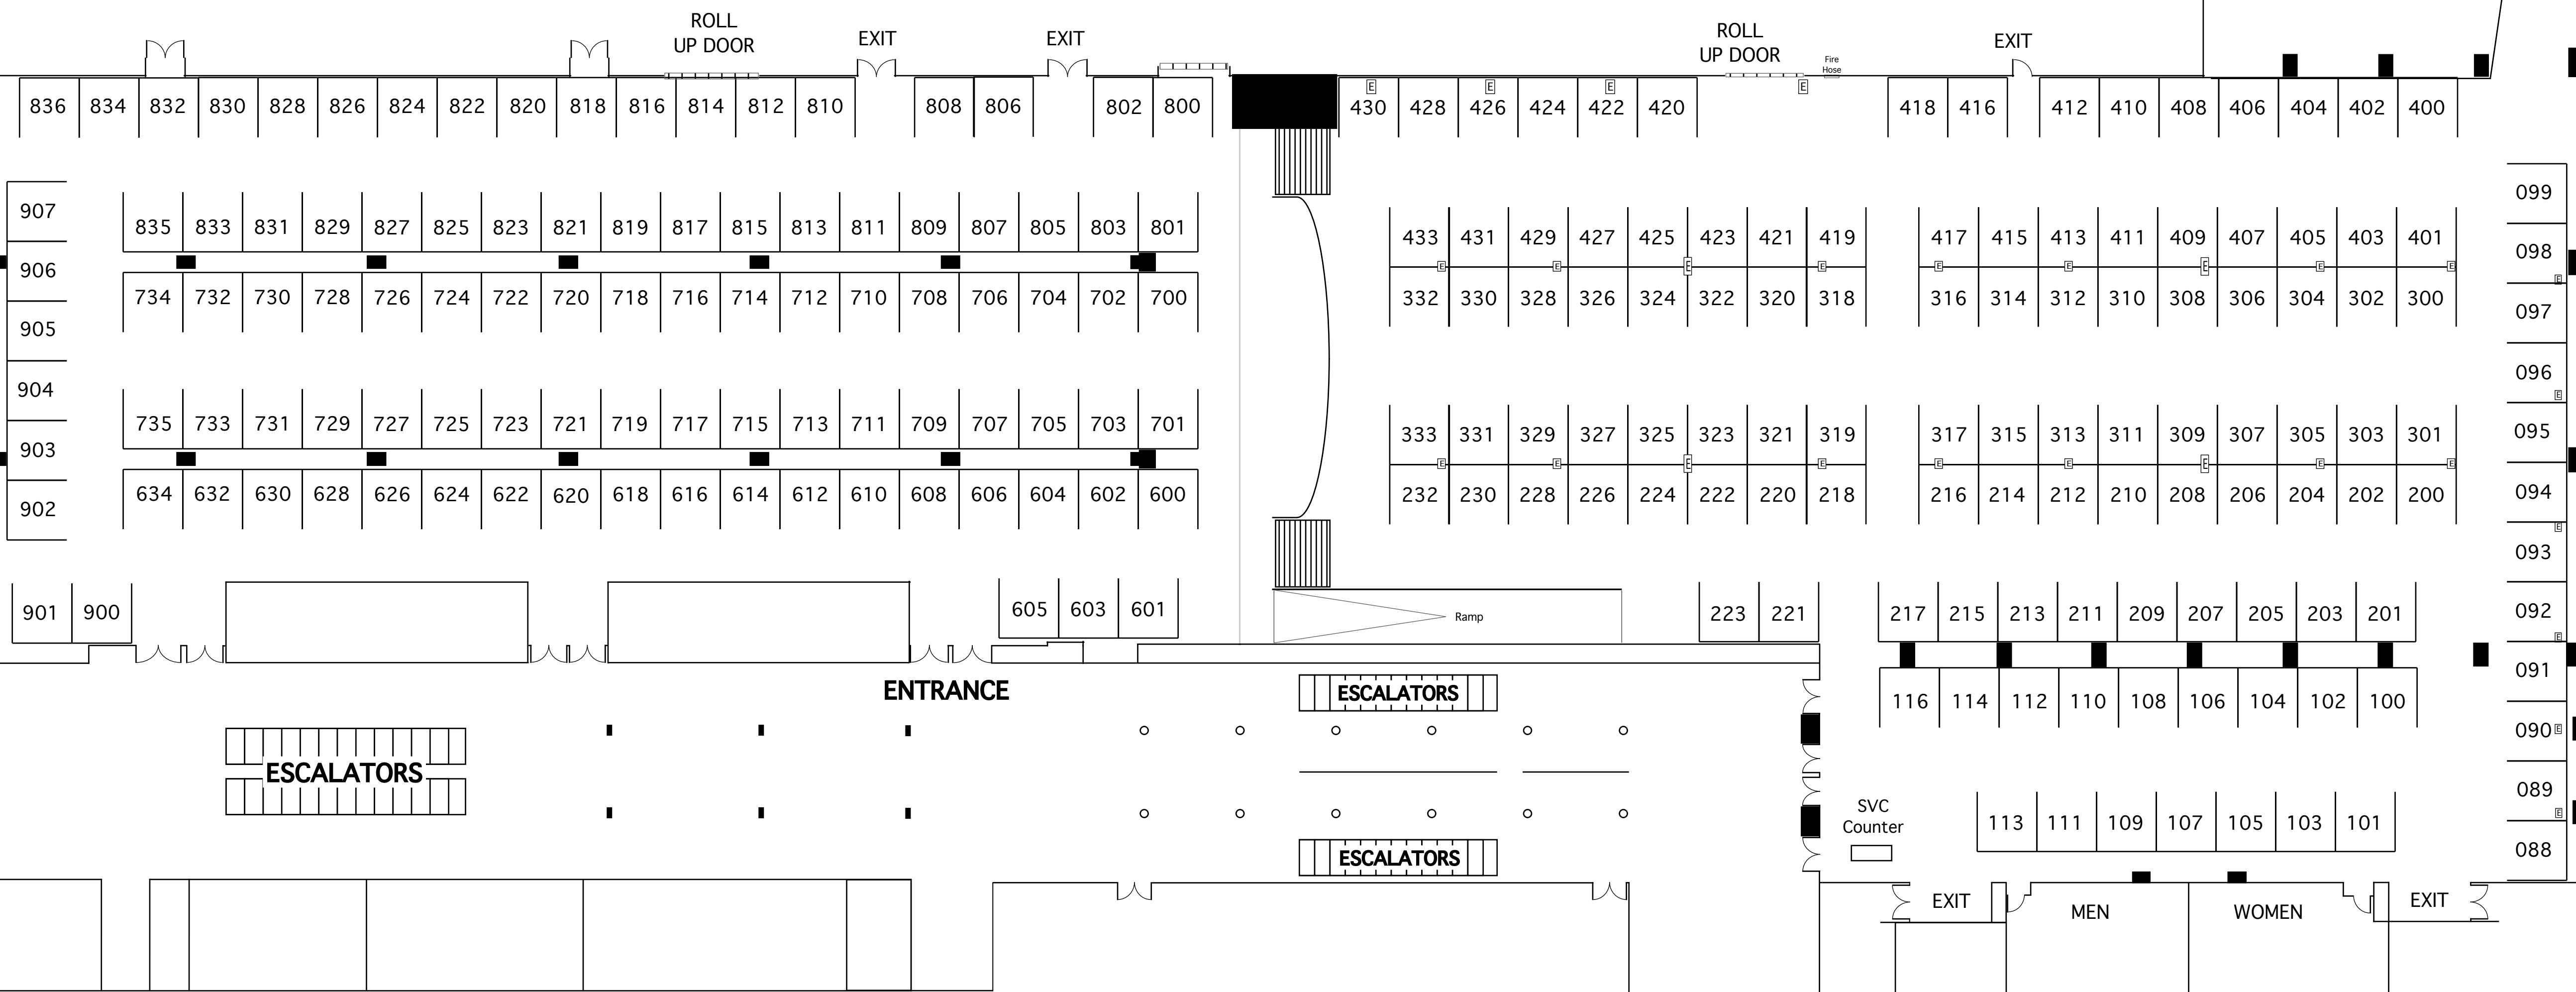 ROLL
UP DOOR
EXIT
EXIT
ROLL
UP DOOR
Fire
Hose
EXIT
836 834 832 830 828 826 824 822 820 818 816 814 812 810 808 806 802 800 430 428 426 424 422 420 418 416 412 410 408 406 404 402 400
E E E E
907
906
905
904
903
902
835 833 831 829 827 825 823 821 819 817 815 813 811 809 807 805 803 801
734 732 730 728 726 724 722 720 718 716 714 712 710 708 706 704 702 700
735 733 731 729 727 725 723 721 719 717 715 713 711 709 707 705 703 701
634 632 630 628 626 624 622 620 618 616 614 612 610 608 606 604 602 600
433 431 429 427 425 423 421 419 417 415 413 411 409 407 405 403 401
E E E E E E E E E
332 330 328 326 324 322 320 318 316 314 312 310 308 306 304 302 300
333 331 329 327 325 323 321 319 317 315 313 311 309 307 305 303 301
E E E E E E E E E
232 230 228 226 224 222 220 218 216 214 212 210 208 206 204 202 200
099
098
E
097
096
E
095
094
E
093
092
E
091
090 E
089
E
088
901 900
605 603 601
Ramp
223 221
217 215 213 211 209 207 205 203 201
116 114 112 110 108 106 104 102 100
ENTRANCE
ESCALATORS
ESCALATORS
ESCALATORS
SVC
Counter
113 111 109 107 105 103 101
EXIT
MEN
WOMEN
EXIT